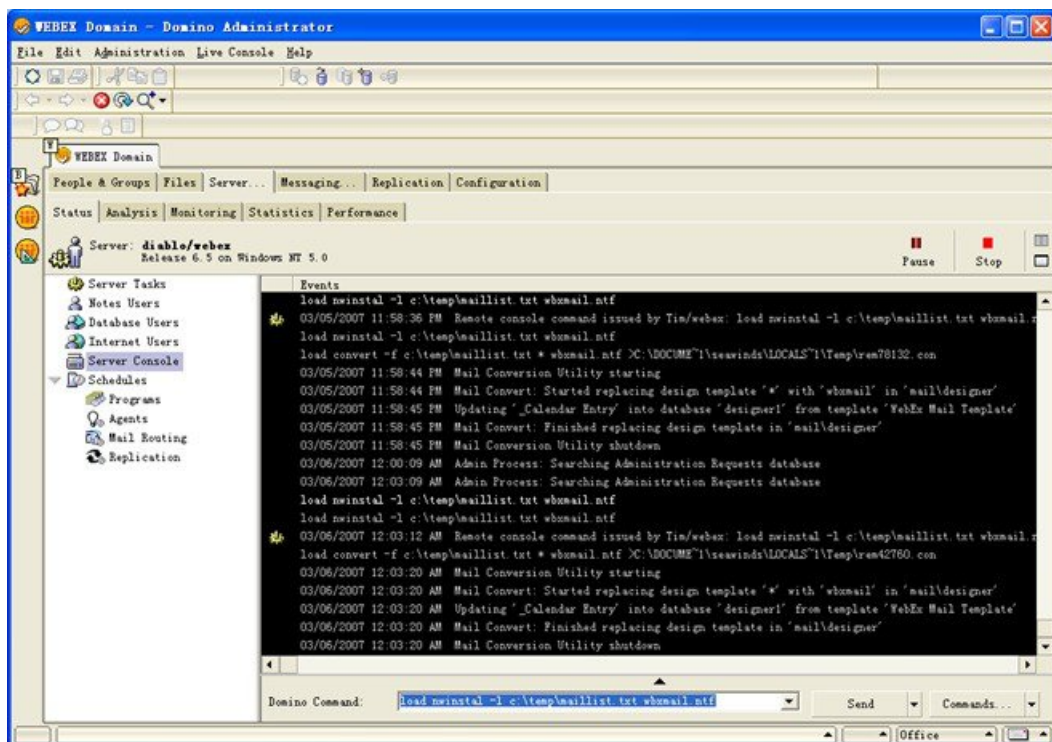 WEBEX Domain - Domino Administrator
File Edit Administration Live Console Help
WEBEX Domain
People & Groups Files Server... Messaging... Replication Configuration
Status Analysis Monitoring Statistics Performance
Server: diablo/webex
Release 6.5 on Windows NT 5.0
Pause Stop
Server Tasks
Notes Users
Database Users
Internet Users
Server Console
Schedules
Programs
Agents
Mail Routing
Replication
Events
load nwinstal -l c:\temp\maillist.txt wbxmail.ntf
03/05/2007 11:58:36 PM Remote console command issued by Tim/webex: load nwinstal -l c:\temp\maillist.txt wbxmail.
load nwinstal -l c:\temp\maillist.txt wbxmail.ntf
load convert -f c:\temp\maillist.txt * wbxmail.ntf >C:\DOCUME~1\seawinds\LOCALS~1\Temp\rem78132.con
03/05/2007 11:58:44 PM Mail Conversion Utility starting
03/05/2007 11:58:44 PM Mail Convert: Started replacing design template '*' with 'wbxmail' in 'mail\designer'
03/05/2007 11:58:45 PM Updating '_Calendar Entry' into database 'designer1' from template 'WebEx Mail Template'
03/05/2007 11:58:45 PM Mail Convert: Finished replacing design template in 'mail\designer'
03/05/2007 11:58:45 PM Mail Conversion Utility shutdown
03/06/2007 12:00:09 AM Admin Process: Searching Administration Requests database
03/06/2007 12:03:09 AM Admin Process: Searching Administration Requests database
load nwinstal -l c:\temp\maillist.txt wbxmail.ntf
load nwinstal -l c:\temp\maillist.txt wbxmail.ntf
03/06/2007 12:03:12 AM Remote console command issued by Tim/webex: load nwinstal -l c:\temp\maillist.txt wbxmail.
load convert -f c:\temp\maillist.txt * wbxmail.ntf >C:\DOCUME~1\seawinds\LOCALS~1\Temp\rem42760.con
03/06/2007 12:03:20 AM Mail Conversion Utility starting
03/06/2007 12:03:20 AM Mail Convert: Started replacing design template '*' with 'wbxmail' in 'mail\designer'
03/06/2007 12:03:20 AM Updating '_Calendar Entry' into database 'designer1' from template 'WebEx Mail Template'
03/06/2007 12:03:20 AM Mail Convert: Finished replacing design template in 'mail\designer'
03/06/2007 12:03:20 AM Mail Conversion Utility shutdown
Domino Command: load nwinstal -l c:\temp\maillist.txt wbxmail.ntf Send Commands...
Office